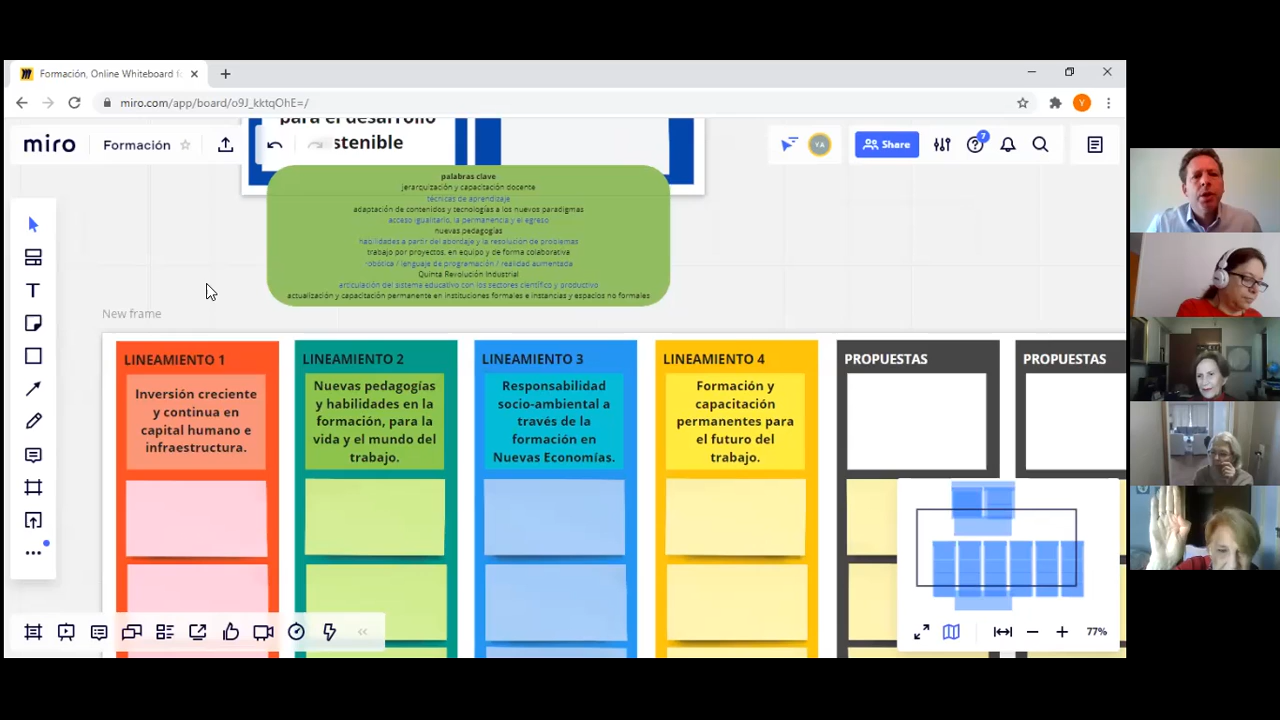 Formación, Online Whiteboard f
miro.com/app/board/o9J_kktqOhE=/
Y
para el desarrollo
miro
Formación
stenible
YA
Share
7
palabras clave
jerarquización y capacitación docente
técnicas de aprendizaje
adaptación de contenidos y tecnologías a los nuevos paradigmas
acceso igualitario, la permanencia y el egreso
nuevas pedagogías
habilidades a partir del abordaje y la resolución de problemas
trabajo por proyectos, en equipo y de forma colaborativa
robótica / lenguaje de programación / realidad aumentada
Quinta Revolución Industrial
articulación del sistema educativo con los sectores científico y productivo
actualización y capacitación permanente en instituciones formales e instancias y espacios no formales
New frame
LINEAMIENTO 1
Inversión creciente
y continua en
capital humano e
infraestructura.
LINEAMIENTO 2
Nuevas pedagogías
y habilidades en la
formación, para la
vida y el mundo del
trabajo.
LINEAMIENTO 3
Responsabilidad
socio-ambiental a
través de la
formación en
Nuevas Economías.
LINEAMIENTO 4
Formación y
capacitación
permanentes para
el futuro del
trabajo.
PROPUESTAS
PROPUESTAS
77%